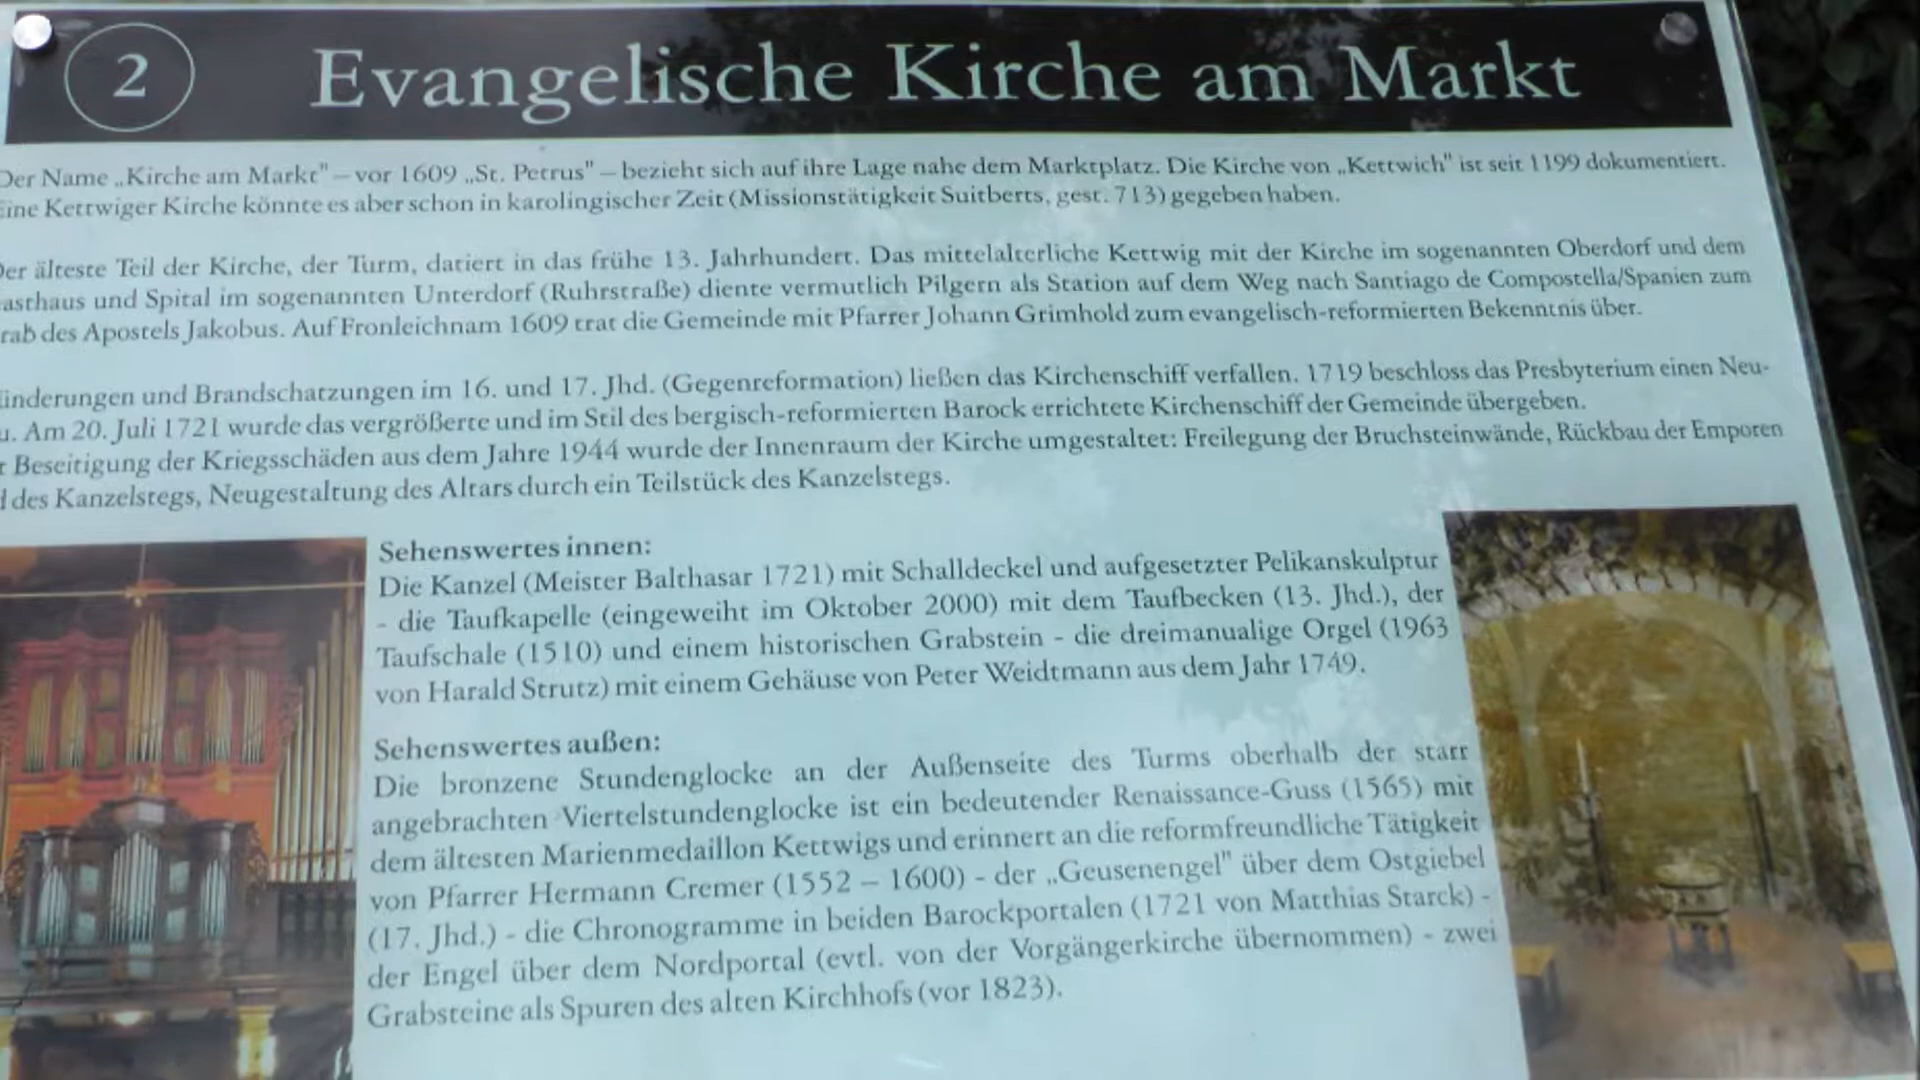 2
Evangelische Kirche am Markt
Der Name „Kirche am Markt" – vor 1609 „St. Petrus" – bezieht sich auf ihre Lage nahe dem Marktplatz. Die Kirche von „Kettwich" ist seit 1199 dokumentiert.
Eine Kettwiger Kirche könnte es aber schon in karolingischer Zeit (Missionstätigkeit Suitberts, gest. 713) gegeben haben.
Der älteste Teil der Kirche, der Turm, datiert in das frühe 13. Jahrhundert. Das mittelalterliche Kettwig mit der Kirche im sogenannten Oberdorf und dem
asthaus und Spital im sogenannten Unterdorf (Ruhrstraße) diente vermutlich Pilgern als Station auf dem Weg nach Santiago de Compostella/Spanien zum
rab des Apostels Jakobus. Auf Fronleichnam 1609 trat die Gemeinde mit Pfarrer Johann Grimhold zum evangelisch-reformierten Bekenntnis über.
ünderungen und Brandschatzungen im 16. und 17. Jhd. (Gegenreformation) ließen das Kirchenschiff verfallen. 1719 beschloss das Presbyterium einen Neu-
u. Am 20. Juli 1721 wurde das vergrößerte und im Stil des bergisch-reformierten Barock errichtete Kirchenschiff der Gemeinde übergeben.
r Beseitigung der Kriegsschäden aus dem Jahre 1944 wurde der Innenraum der Kirche umgestaltet: Freilegung der Bruchsteinwände, Rückbau der Emporen
d des Kanzelstegs, Neugestaltung des Altars durch ein Teilstück des Kanzelstegs.
Sehenswertes innen:
Die Kanzel (Meister Balthasar 1721) mit Schalldeckel und aufgesetzter Pelikanskulptur
- die Taufkapelle (eingeweiht im Oktober 2000) mit dem Taufbecken (13. Jhd.), der
Taufschale (1510) und einem historischen Grabstein - die dreimanualige Orgel (1963
von Harald Strutz) mit einem Gehäuse von Peter Weidtmann aus dem Jahr 1749.
Sehenswertes außen:
Die bronzene Stundenglocke an der Außenseite des Turms oberhalb der starr
angebrachten Viertelstundenglocke ist ein bedeutender Renaissance-Guss (1565) mit
dem ältesten Marienmedaillon Kettwigs und erinnert an die reformfreundliche Tätigkeit
von Pfarrer Hermann Cremer (1552 – 1600) - der „Geusenengel" über dem Ostgiebel
(17. Jhd.) - die Chronogramme in beiden Barockportalen (1721 von Matthias Starck) -
der Engel über dem Nordportal (evtl. von der Vorgängerkirche übernommen) - zwei
Grabsteine als Spuren des alten Kirchhofs (vor 1823).